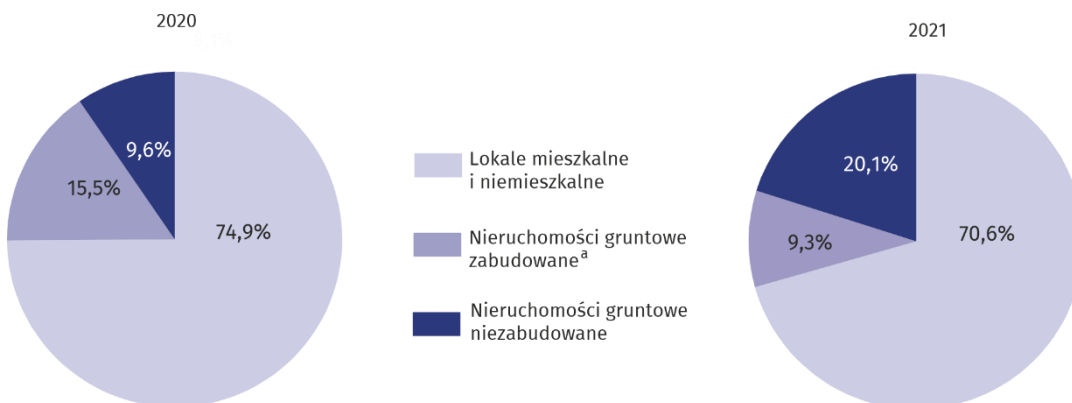 2020
9,6%
15,5%
74,9%
Lokale mieszkalne
i niemieszkalne
Nieruchomości gruntowe
zabudowaneᵃ
Nieruchomości gruntowe
niezabudowane
2021
20,1%
9,3%
70,6%